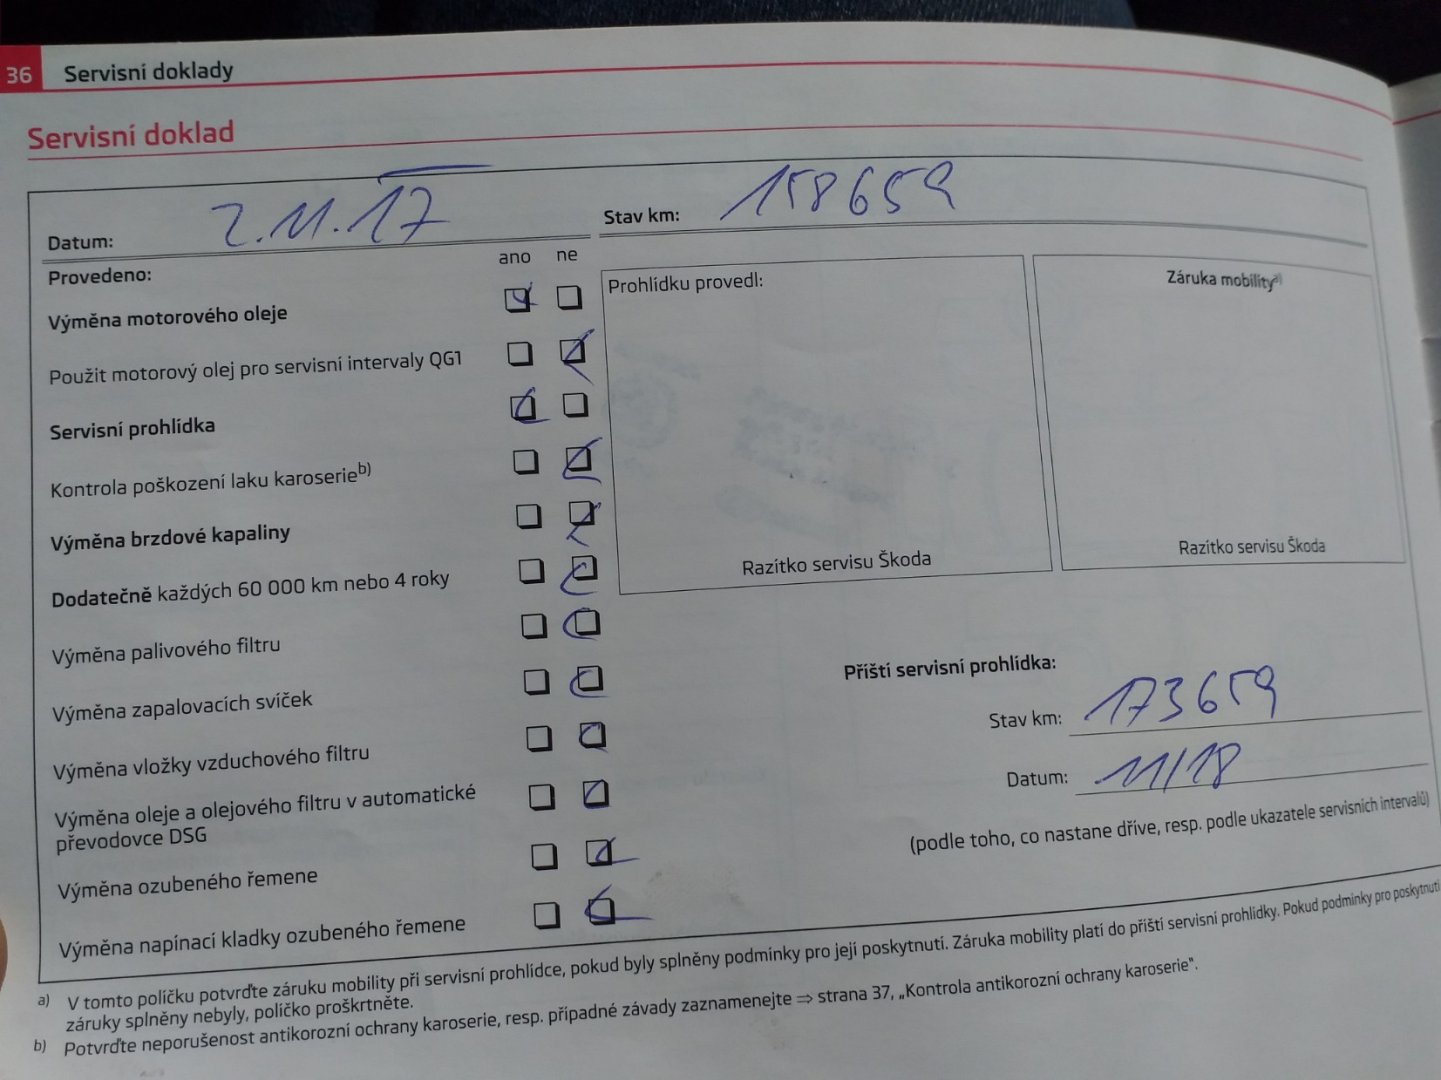 36 Servisní doklady
Servisní doklad
Datum: 2.11.17 Stav km: 158659
Provedeno: ano ne
Prohlídku provedl: Záruka mobility a)
Výměna motorového oleje
Použit motorový olej pro servisní intervaly QG1
Servisní prohlídka
Kontrola poškození laku karoserie b)
Výměna brzdové kapaliny
Razítko servisu Škoda Razítko servisu Škoda
Dodatečně každých 60 000 km nebo 4 roky
Výměna palivového filtru
Výměna zapalovacích svíček
Výměna vložky vzduchového filtru
Výměna oleje a olejového filtru v automatické
převodovce DSG
Výměna ozubeného řemene
Výměna napínací kladky ozubeného řemene
Příští servisní prohlídka:
Stav km: 173659
Datum: 11/18
(podle toho, co nastane dříve, resp. podle ukazatele servisních intervalů)
a) V tomto políčku potvrďte záruku mobility při servisní prohlídce, pokud byly splněny podmínky pro její poskytnutí. Záruka mobility platí do příští servisní prohlídky. Pokud podmínky pro poskytnutí
záruky splněny nebyly, políčko proškrtněte.
b) Potvrďte neporušenost antikorozní ochrany karoserie, resp. případné závady zaznamenejte ⇒ strana 37, „Kontrola antikorozní ochrany karoserie".